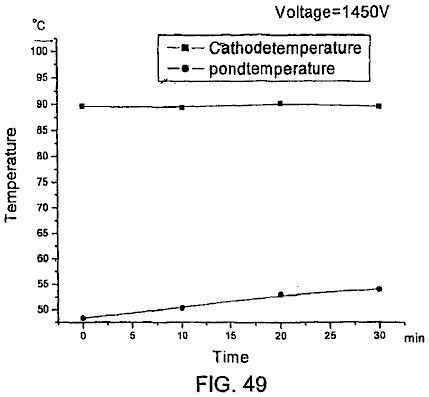 Voltage=1450V
°C
Cathodetemperature
pondtemperature
100
95
90
85
80
75
70
65
60
55
50
Temperature
0 5 10 15 20 25 30 min
Time
FIG. 49